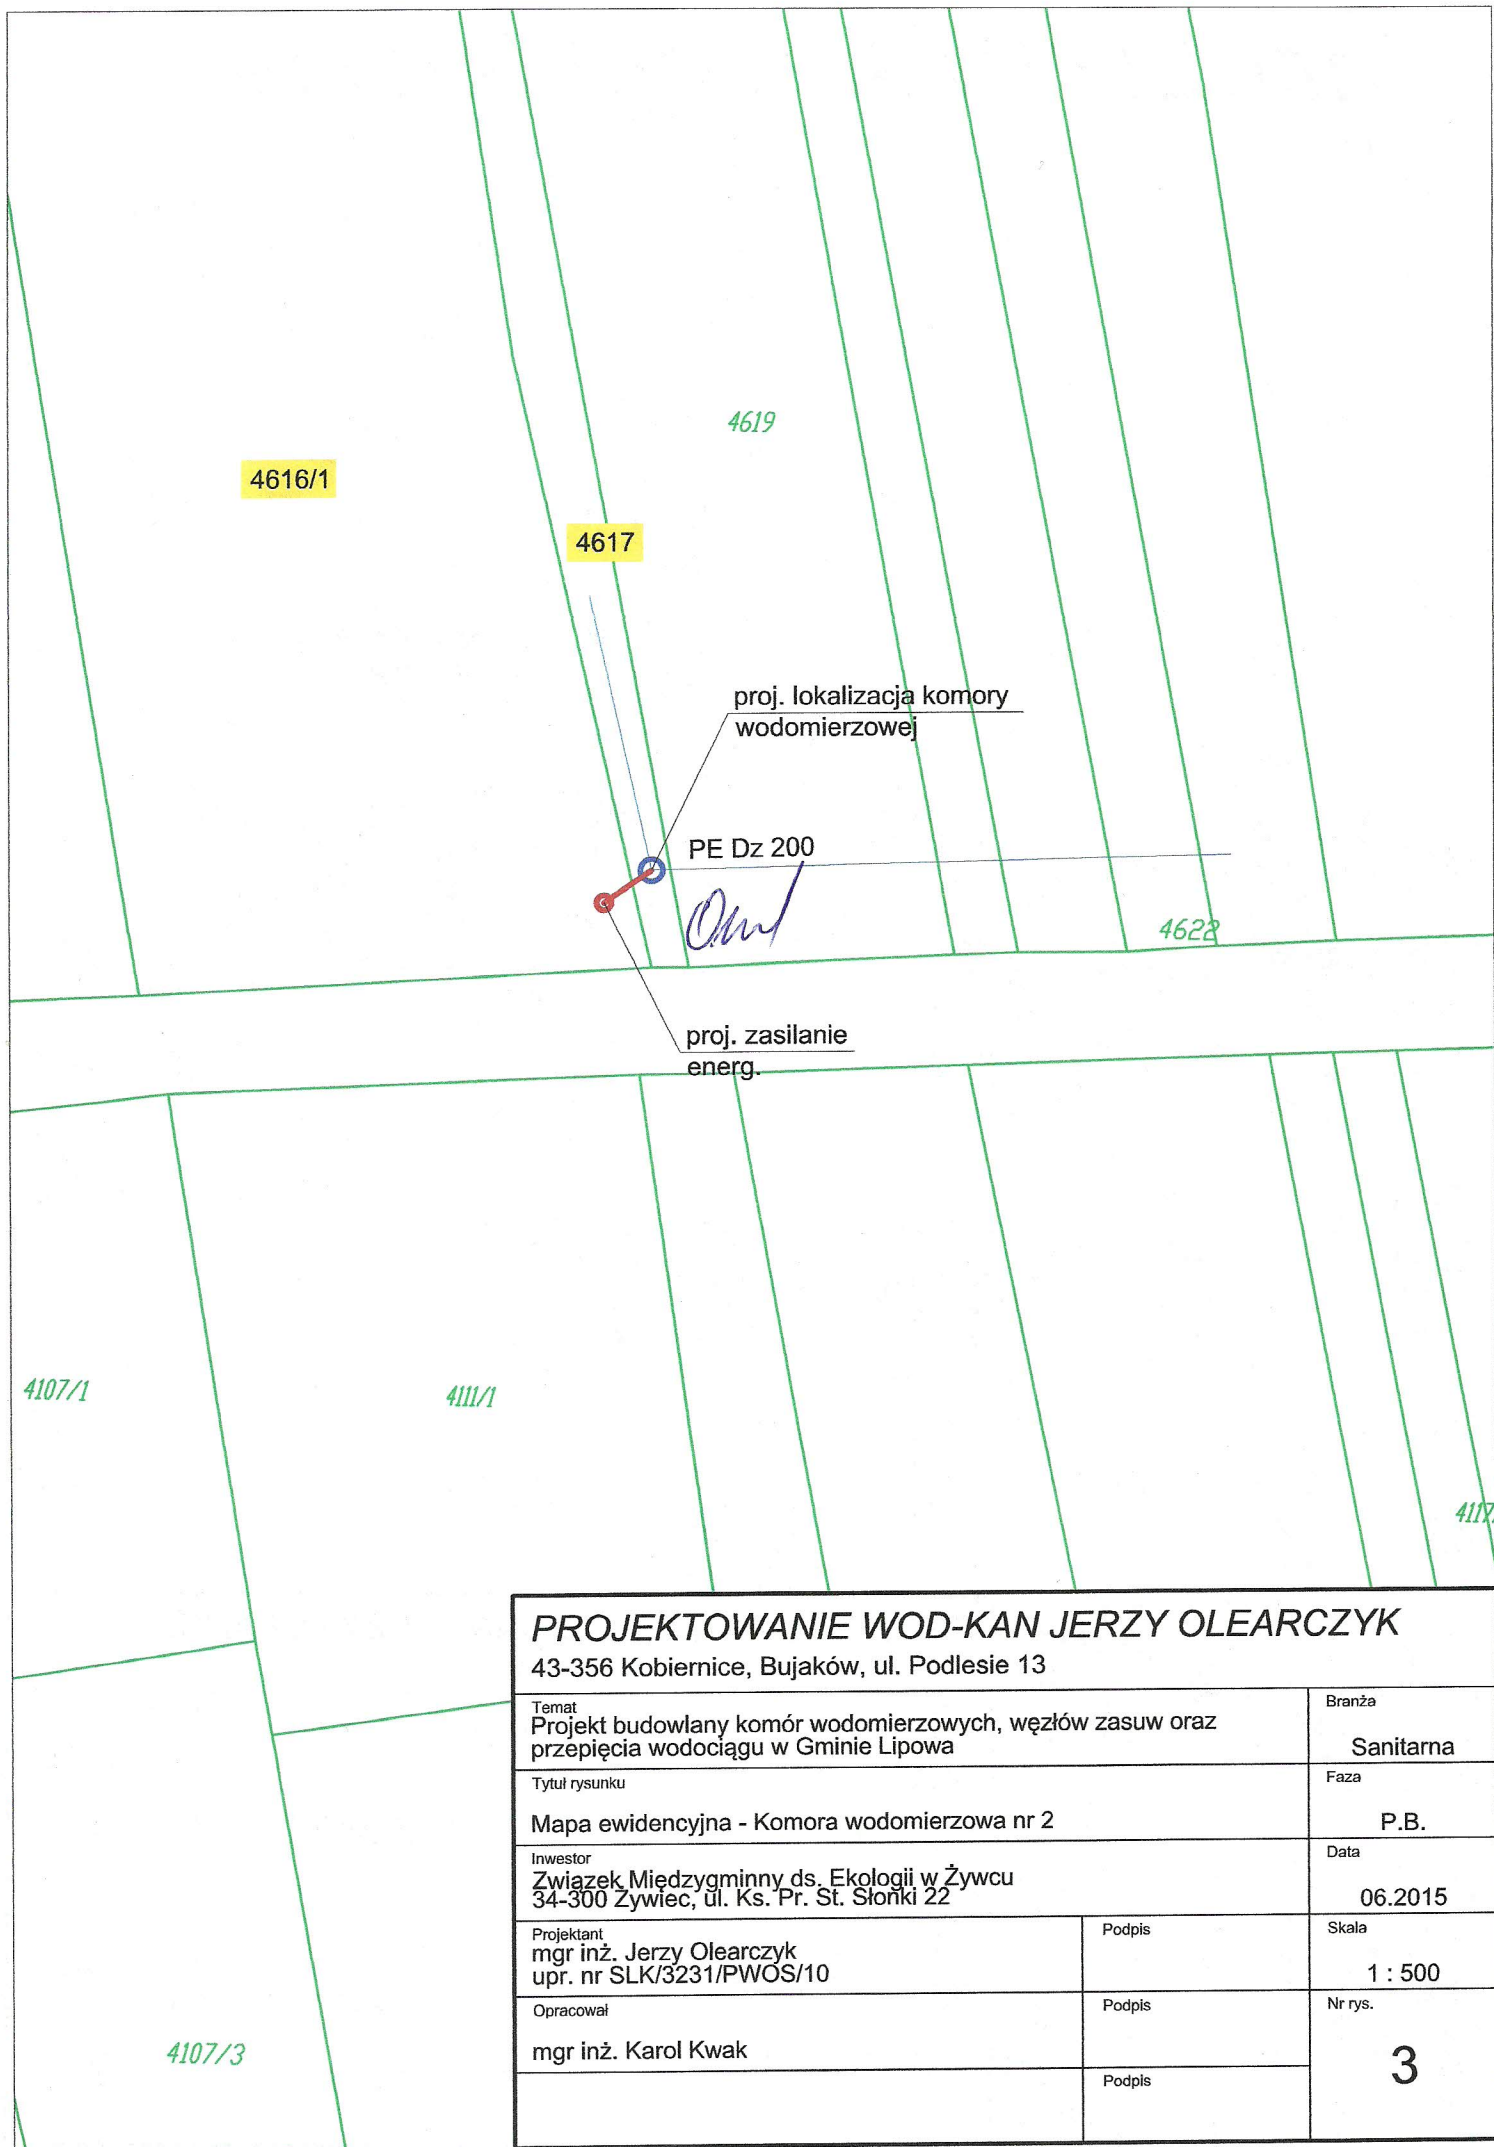 4619
4616/1
4617
proj. lokalizacja komory
wodomierzowej
PE Dz 200
4622
proj. zasilanie
energ.
4107/1
4111/1
4117
4107/3
PROJEKTOWANIE WOD-KAN JERZY OLEARCZYK
43-356 Kobiernice, Bujaków, ul. Podlesie 13
Temat
Projekt budowlany komór wodomierzowych, węzłów zasuw oraz
przepięcia wodociągu w Gminie Lipowa
Branża
Sanitarna
Tytuł rysunku
Mapa ewidencyjna - Komora wodomierzowa nr 2
Faza
P.B.
Inwestor
Związek Międzygminny ds. Ekologii w Żywcu
34-300 Żywiec, ul. Ks. Pr. St. Słonki 22
Data
06.2015
Projektant
mgr inż. Jerzy Olearczyk
upr. nr SLK/3231/PWOS/10
Podpis
Skala
1 : 500
Opracował
mgr inż. Karol Kwak
Podpis
Nr rys.
3
Podpis